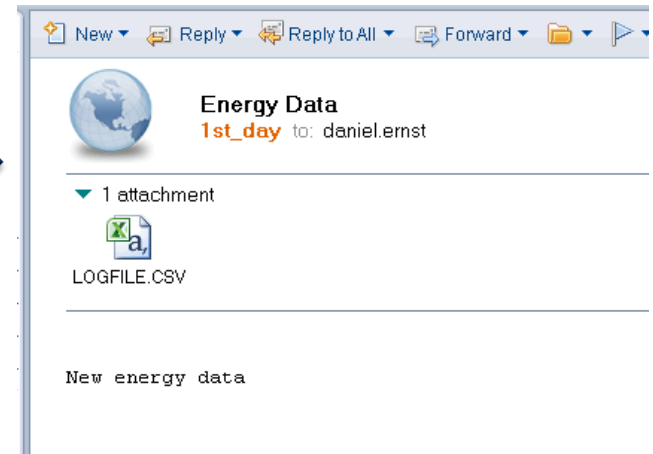 New Reply Reply to All Forward
Energy Data
1st_day to: daniel.ernst
1 attachment
a,
LOGFILE.CSV
New energy data